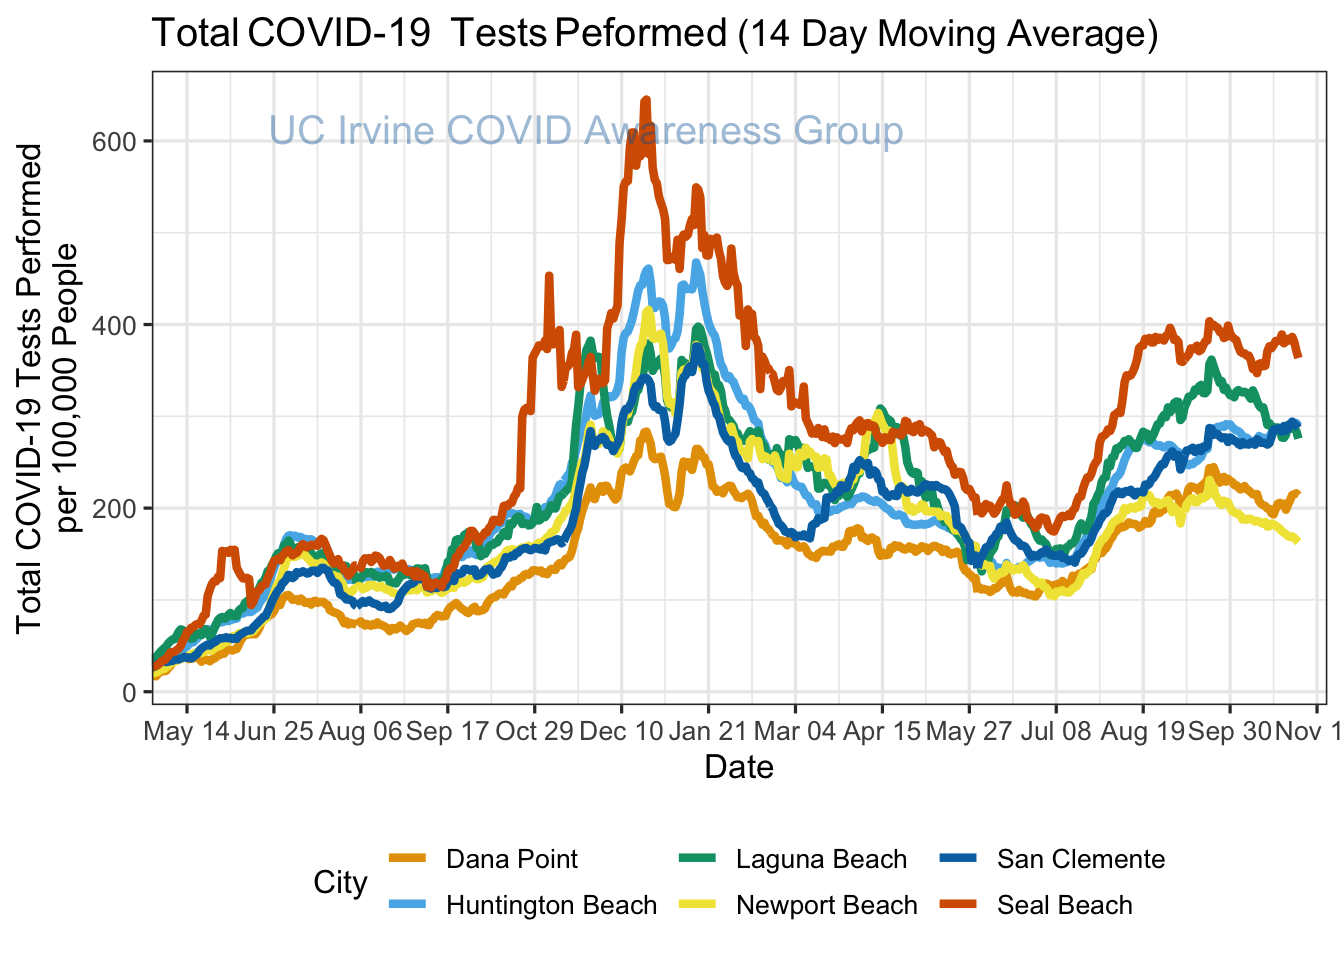 Total COVID-19 Tests Peformed (14 Day Moving Average)
UC Irvine COVID Awareness Group
Total COVID-19 Tests Performed
per 100,000 People
600
400
200
0
May 14 Jun 25 Aug 06 Sep 17 Oct 29 Dec 10 Jan 21 Mar 04 Apr 15 May 27 Jul 08 Aug 19 Sep 30 Nov 1
Date
City
Dana Point Laguna Beach San Clemente
Huntington Beach Newport Beach Seal Beach